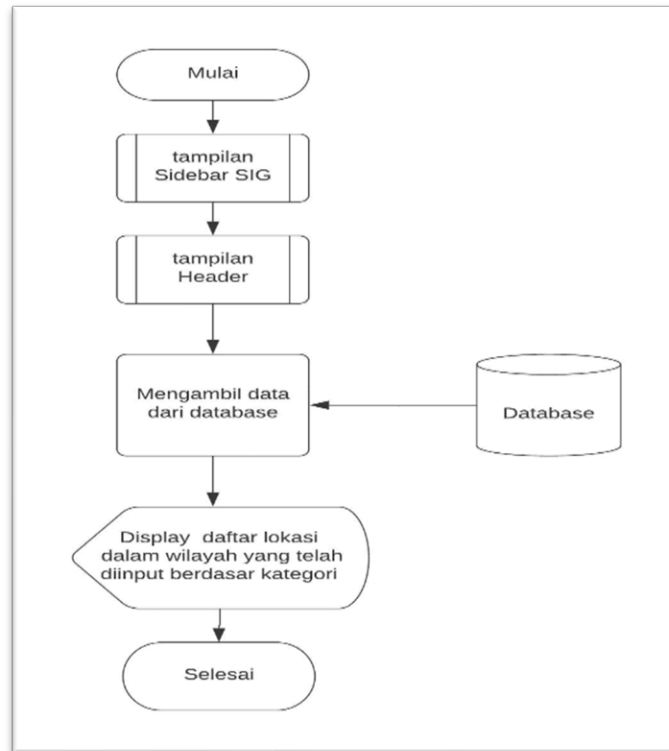 Mulai
tampilan
Sidebar SIG
tampilan
Header
Mengambil data
dari database
Database
Display daftar lokasi
dalam wilayah yang telah
diinput berdasar kategori
Selesai